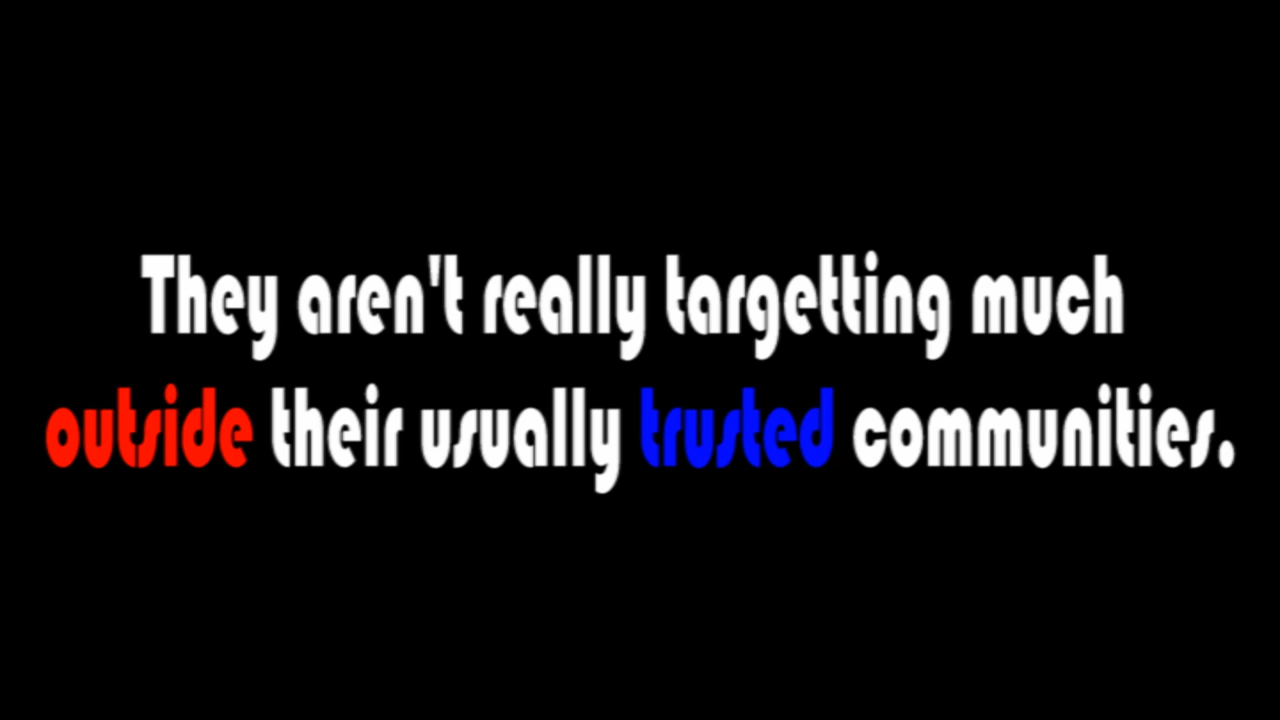 They aren't really targetting much
outside their usually trusted communities.